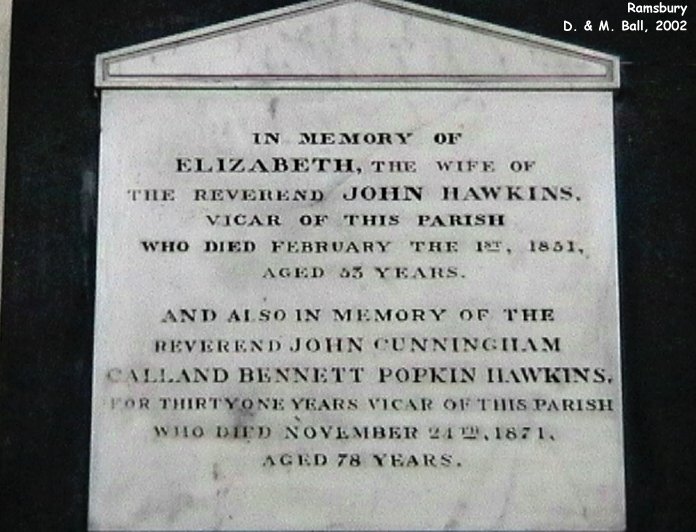 Ramsbury
D. & M. Ball, 2002
IN MEMORY OF
ELIZABETH, THE WIFE OF
THE REVEREND JOHN HAWKINS,
VICAR OF THIS PARISH
WHO DIED FEBRUARY THE 1ST, 1851,
AGED 53 YEARS.
AND ALSO IN MEMORY OF THE
REVEREND JOHN CUNNINGHAM
CALLAND BENNETT POPKIN HAWKINS,
FOR THIRTY ONE YEARS VICAR OF THIS PARISH
WHO DIED NOVEMBER 24TH, 1871,
AGED 78 YEARS.